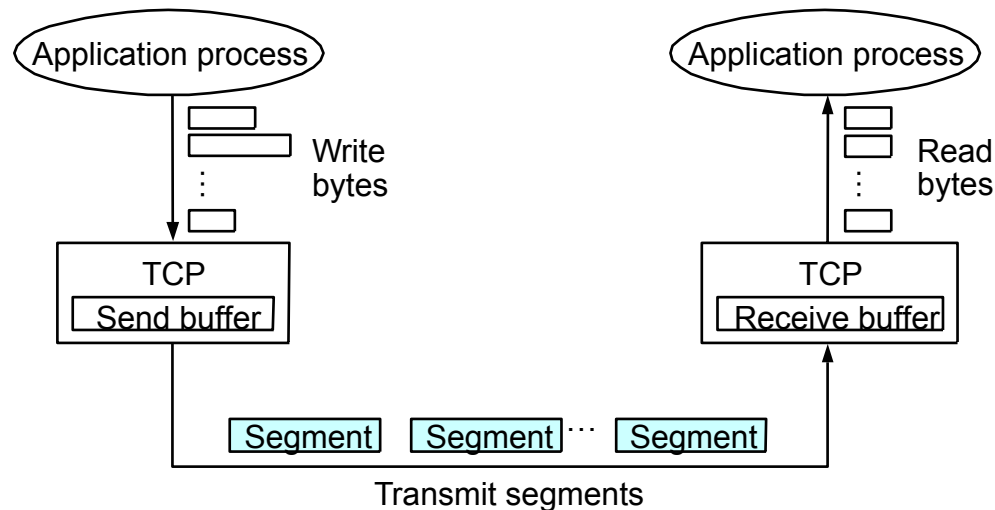 Application process
Application process
Write
bytes
⋮
Read
bytes
⋮
TCP
Send buffer
TCP
Receive buffer
Segment
Segment
...
Segment
Transmit segments